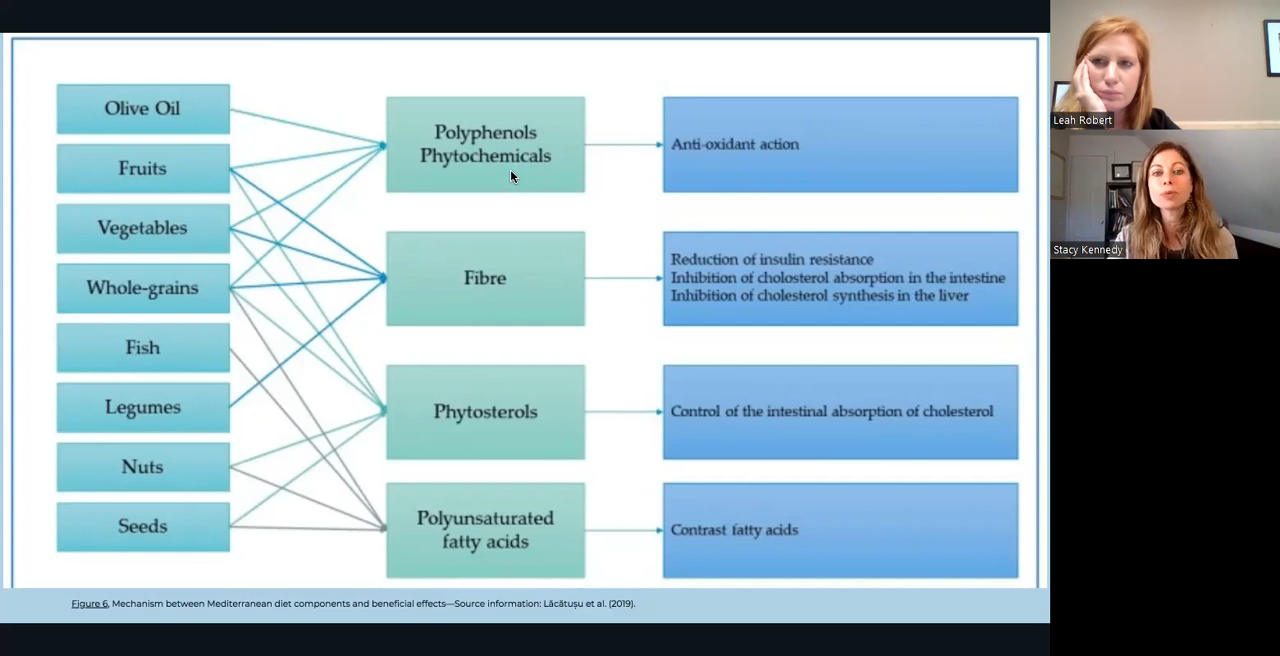 Olive Oil
Fruits
Vegetables
Whole-grains
Fish
Legumes
Nuts
Seeds
Polyphenols
Phytochemicals
Fibre
Phytosterols
Polyunsaturated
fatty acids
Anti-oxidant action
Reduction of insulin resistance
Inhibition of cholosterol absorption in the intestine
Inhibition of cholesterol synthesis in the liver
Control of the intestinal absorption of cholesterol
Contrast fatty acids
Figure 6, Mechanism between Mediterranean diet components and beneficial effects—Source information: Lăcătușu et al. (2019).
Leah Robert
Stacy Kennedy